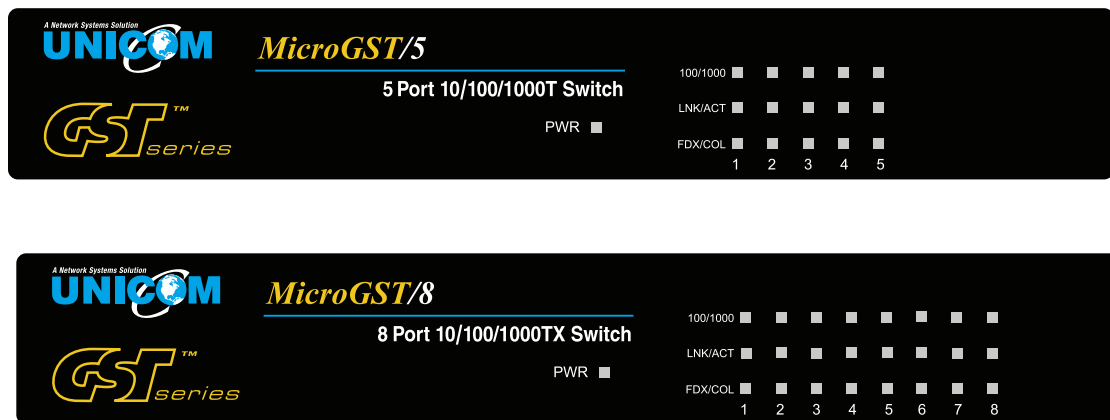 A Network Systems Solution
UNICOM
MicroGST/5
5 Port 10/100/1000T Switch
PWR
GST™
series
100/1000
LNK/ACT
FDX/COL
1 2 3 4 5
A Network Systems Solution
UNICOM
MicroGST/8
8 Port 10/100/1000TX Switch
PWR
GST™
series
100/1000
LNK/ACT
FDX/COL
1 2 3 4 5 6 7 8